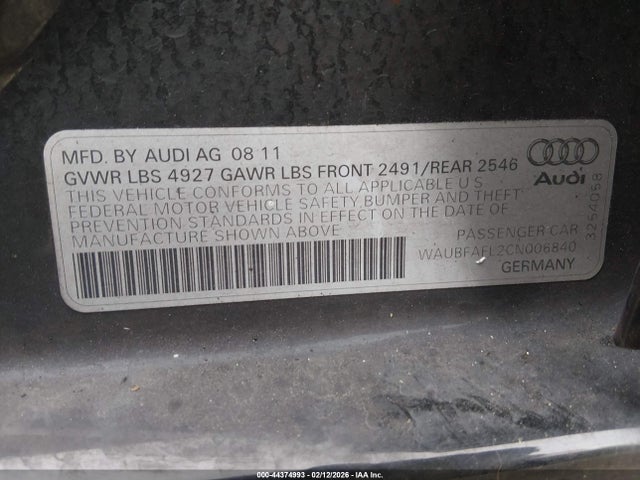 MFD. BY AUDI AG 08 11
GVWR LBS 4927 GAWR LBS FRONT 2491/REAR 2546
THIS VEHICLE CONFORMS TO ALL APPLICABLE U S
FEDERAL MOTOR VEHICLE SAFETY,BUMPER AND THEFT
PREVENTION STANDARDS IN EFFECT ON THE DATE OF
MANUFACTURE SHOWN ABOVE
PASSENGER CAR
WAUBFAFL2CN006840
GERMANY
Audi
3254058
000-44374993 - 02/12/2026 - IAA Inc.